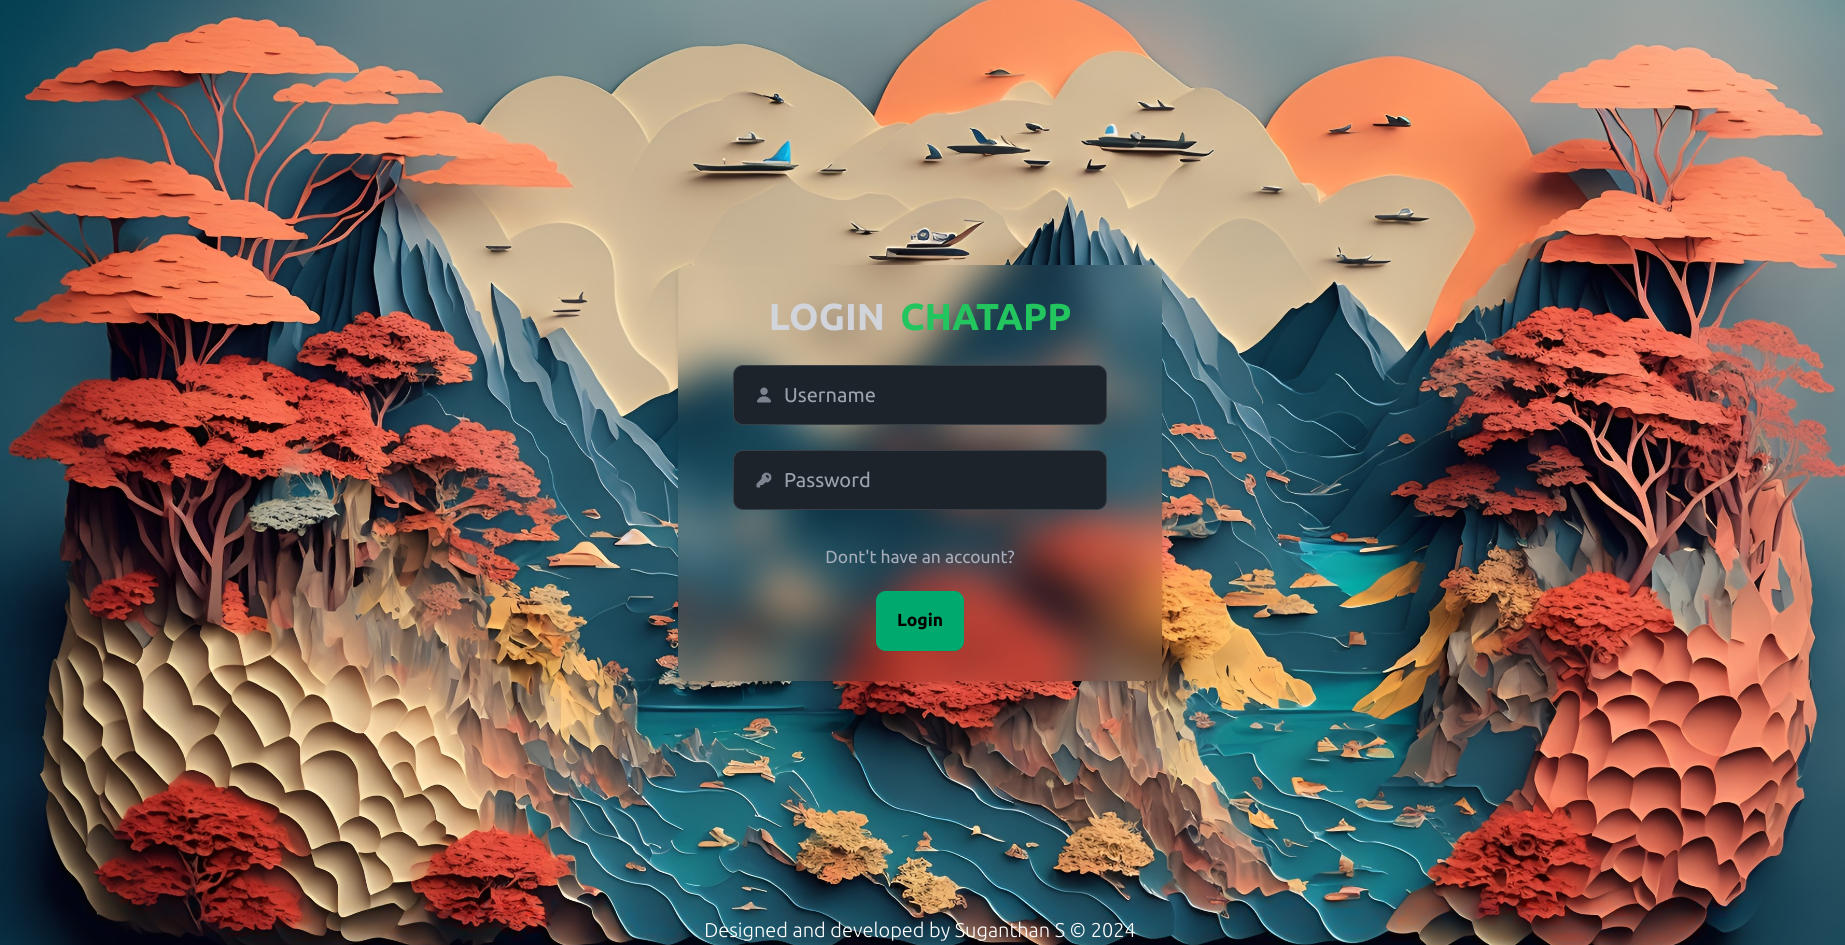 LOGIN CHATAPP
Username
Password
Dont't have an account?
Login
Designed and developed by Suganthan S © 2024